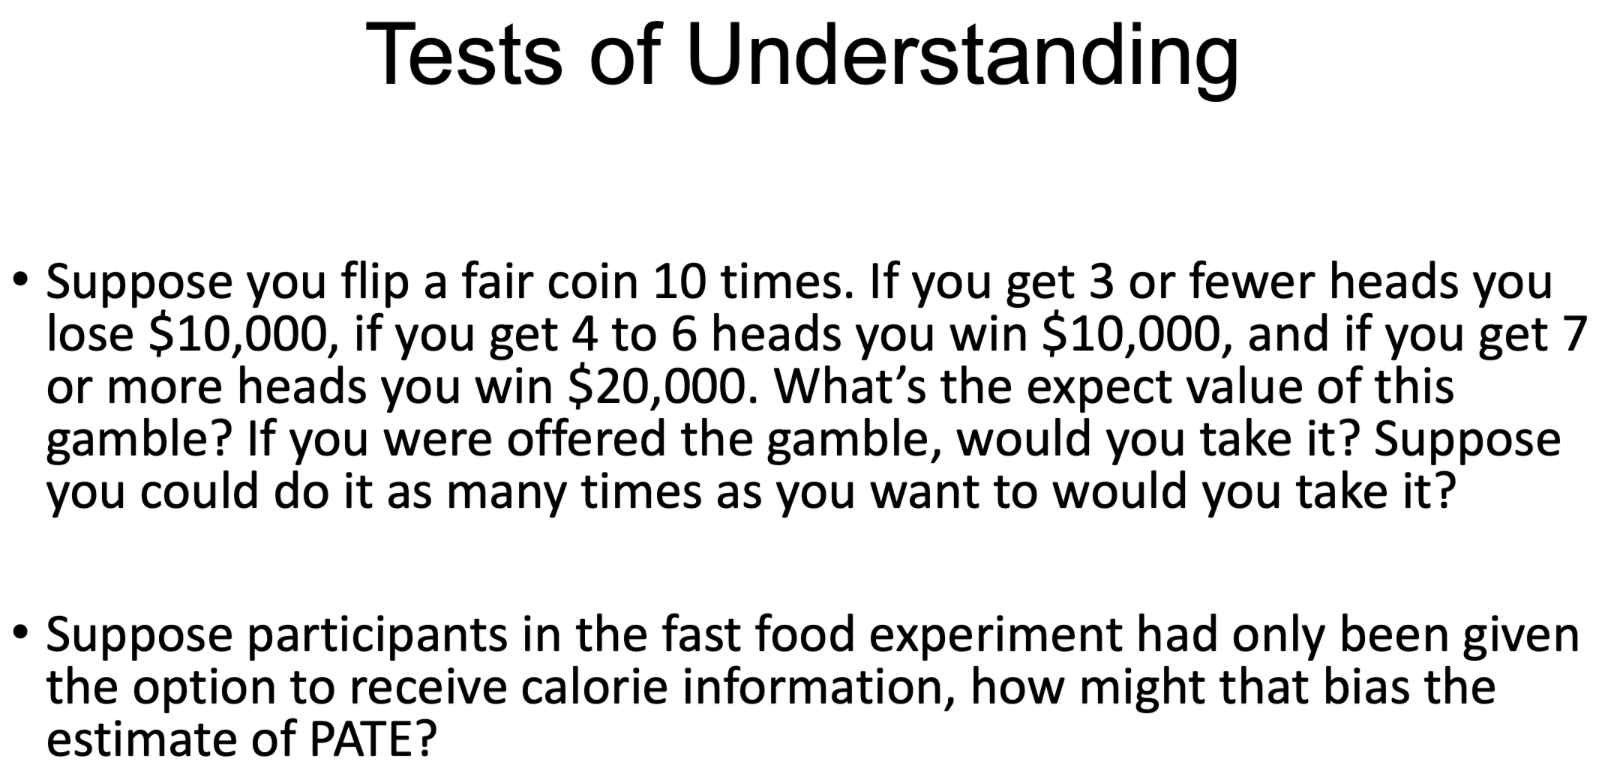 Tests of Understanding
• Suppose you flip a fair coin 10 times. If you get 3 or fewer heads you
lose $10,000, if you get 4 to 6 heads you win $10,000, and if you get 7
or more heads you win $20,000. What’s the expect value of this
gamble? If you were offered the gamble, would you take it? Suppose
you could do it as many times as you want to would you take it?
• Suppose participants in the fast food experiment had only been given
the option to receive calorie information, how might that bias the
estimate of PATE?